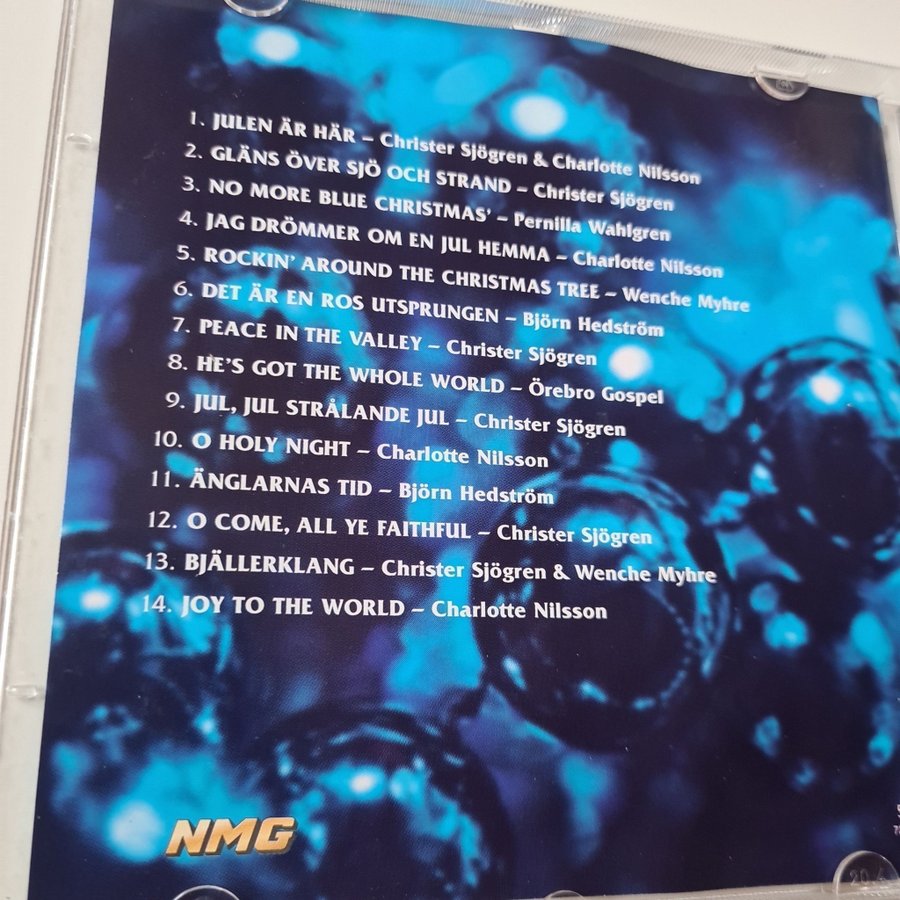 1. JULEN ÄR HÄR – Christer Sjögren & Charlotte Nilsson
2. GLÄNS ÖVER SJÖ OCH STRAND – Christer Sjögren
3. NO MORE BLUE CHRISTMAS' – Pernilla Wahlgren
4. JAG DRÖMMER OM EN JUL HEMMA – Charlotte Nilsson
5. ROCKIN' AROUND THE CHRISTMAS TREE – Wenche Myhre
6. DET ÄR EN ROS UTSPRUNGEN – Björn Hedström
7. PEACE IN THE VALLEY – Christer Sjögren
8. HE'S GOT THE WHOLE WORLD – Örebro Gospel
9. JUL, JUL STRÅLANDE JUL – Christer Sjögren
10. O HOLY NIGHT – Charlotte Nilsson
11. ÄNGLARNAS TID – Björn Hedström
12. O COME, ALL YE FAITHFUL – Christer Sjögren
13. BJÄLLERKLANG – Christer Sjögren & Wenche Myhre
14. JOY TO THE WORLD – Charlotte Nilsson
NMG